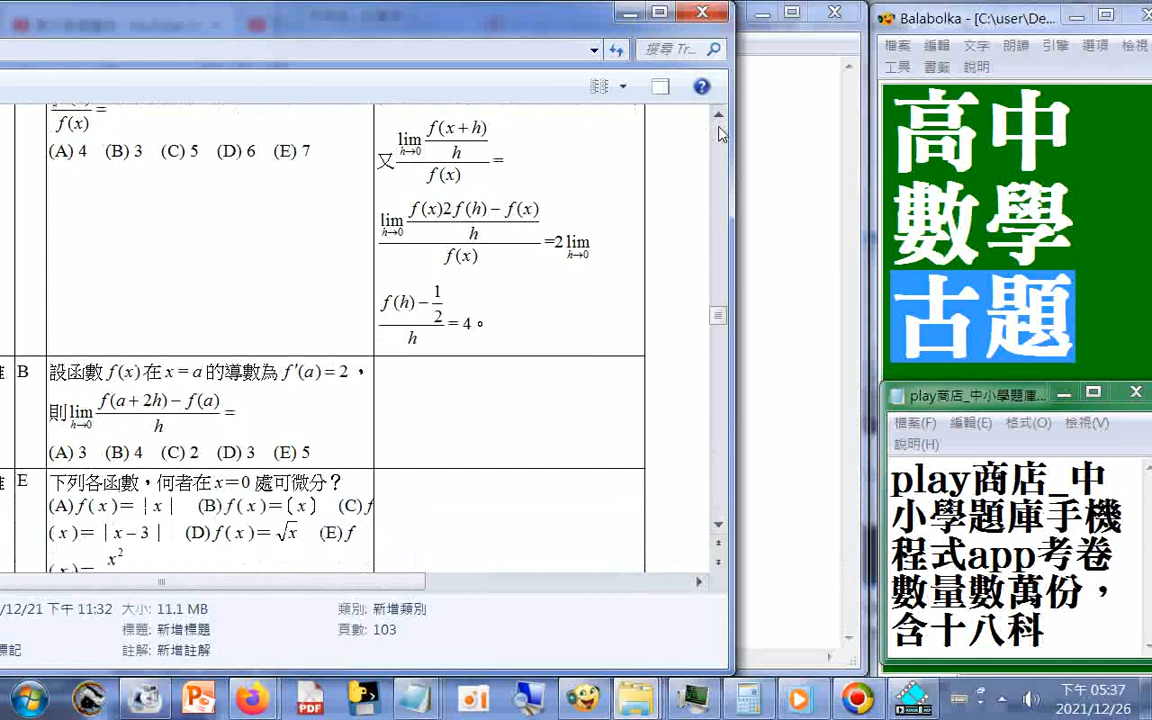 搜尋 Tr...
f(x) =
(A) 4 (B) 3 (C) 5 (D) 6 (E) 7
又 lim h→0 f(x+h) / h / f(x) =
lim h→0 f(x)2f(h)−f(x) / h / f(x) =2 lim h→0
f(h)− 1/2 / h = 4。
B 設函數 f(x) 在 x=a 的導數為 f′(a)=2,
則 lim h→0 f(a+2h)−f(a) / h =
(A) 3 (B) 4 (C) 2 (D) 3 (E) 5
E 下列各函數,何者在 x=0 處可微分?
(A) f(x)=|x| (B) f(x)=〔x〕 (C) f
(x)=|x−3| (D) f(x)=√x (E) f
(x)= x²
/12/21 下午 11:32 大小: 11.1 MB 類別: 新增類別
標題: 新增標題 頁數: 103
標記 註解: 新增註解
Balabolka - [C:\user\De...
檔案 編輯 文字 朗讀 引擎 選項 檢視
工具 書籤 說明
高中
數學
古題
play商店_中小學題庫...
檔案(F) 編輯(E) 格式(O) 檢視(V)
說明(H)
play商店_中
小學題庫手機
程式app考卷
數量數萬份,
含十八科
PDF
下午 05:37
2021/12/26